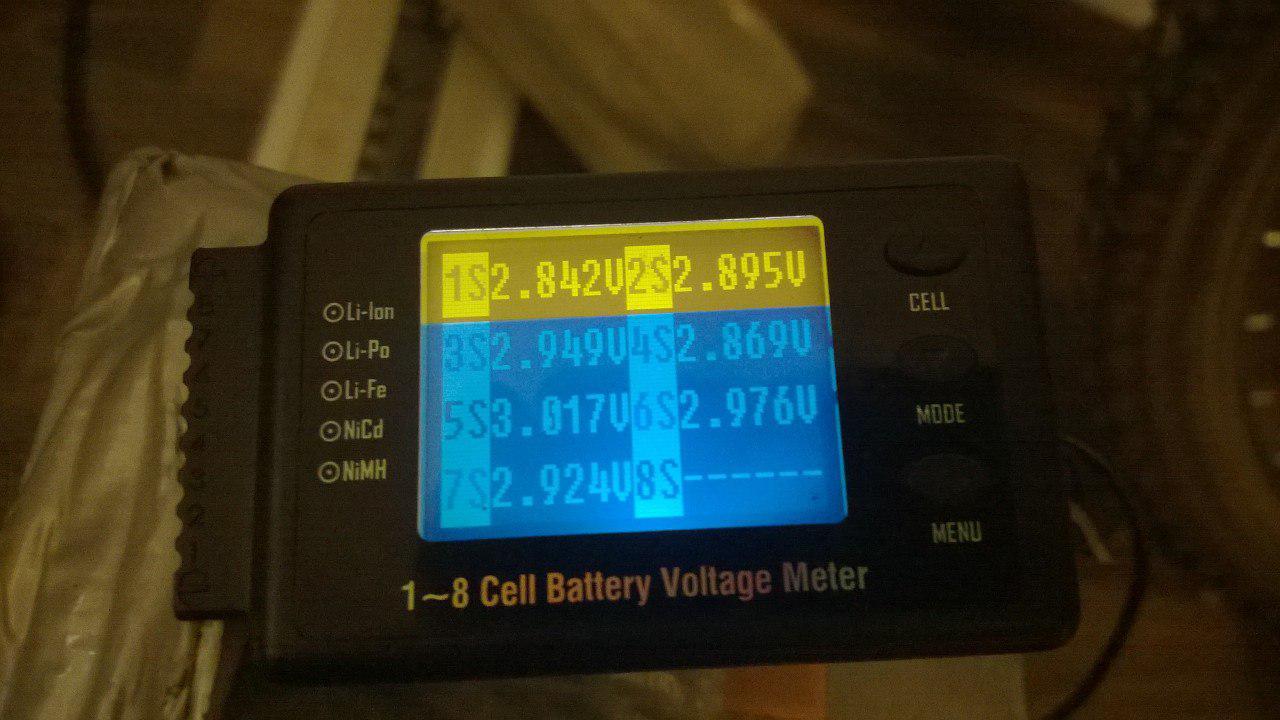 1S2.842V2S2.895V
3S2.949V4S2.869V
5S3.017V6S2.976V
7S2.924V8S------
Li-Ion
Li-Po
Li-Fe
NiCd
NiMH
CELL
MODE
MENU
1~8 Cell Battery Voltage Meter